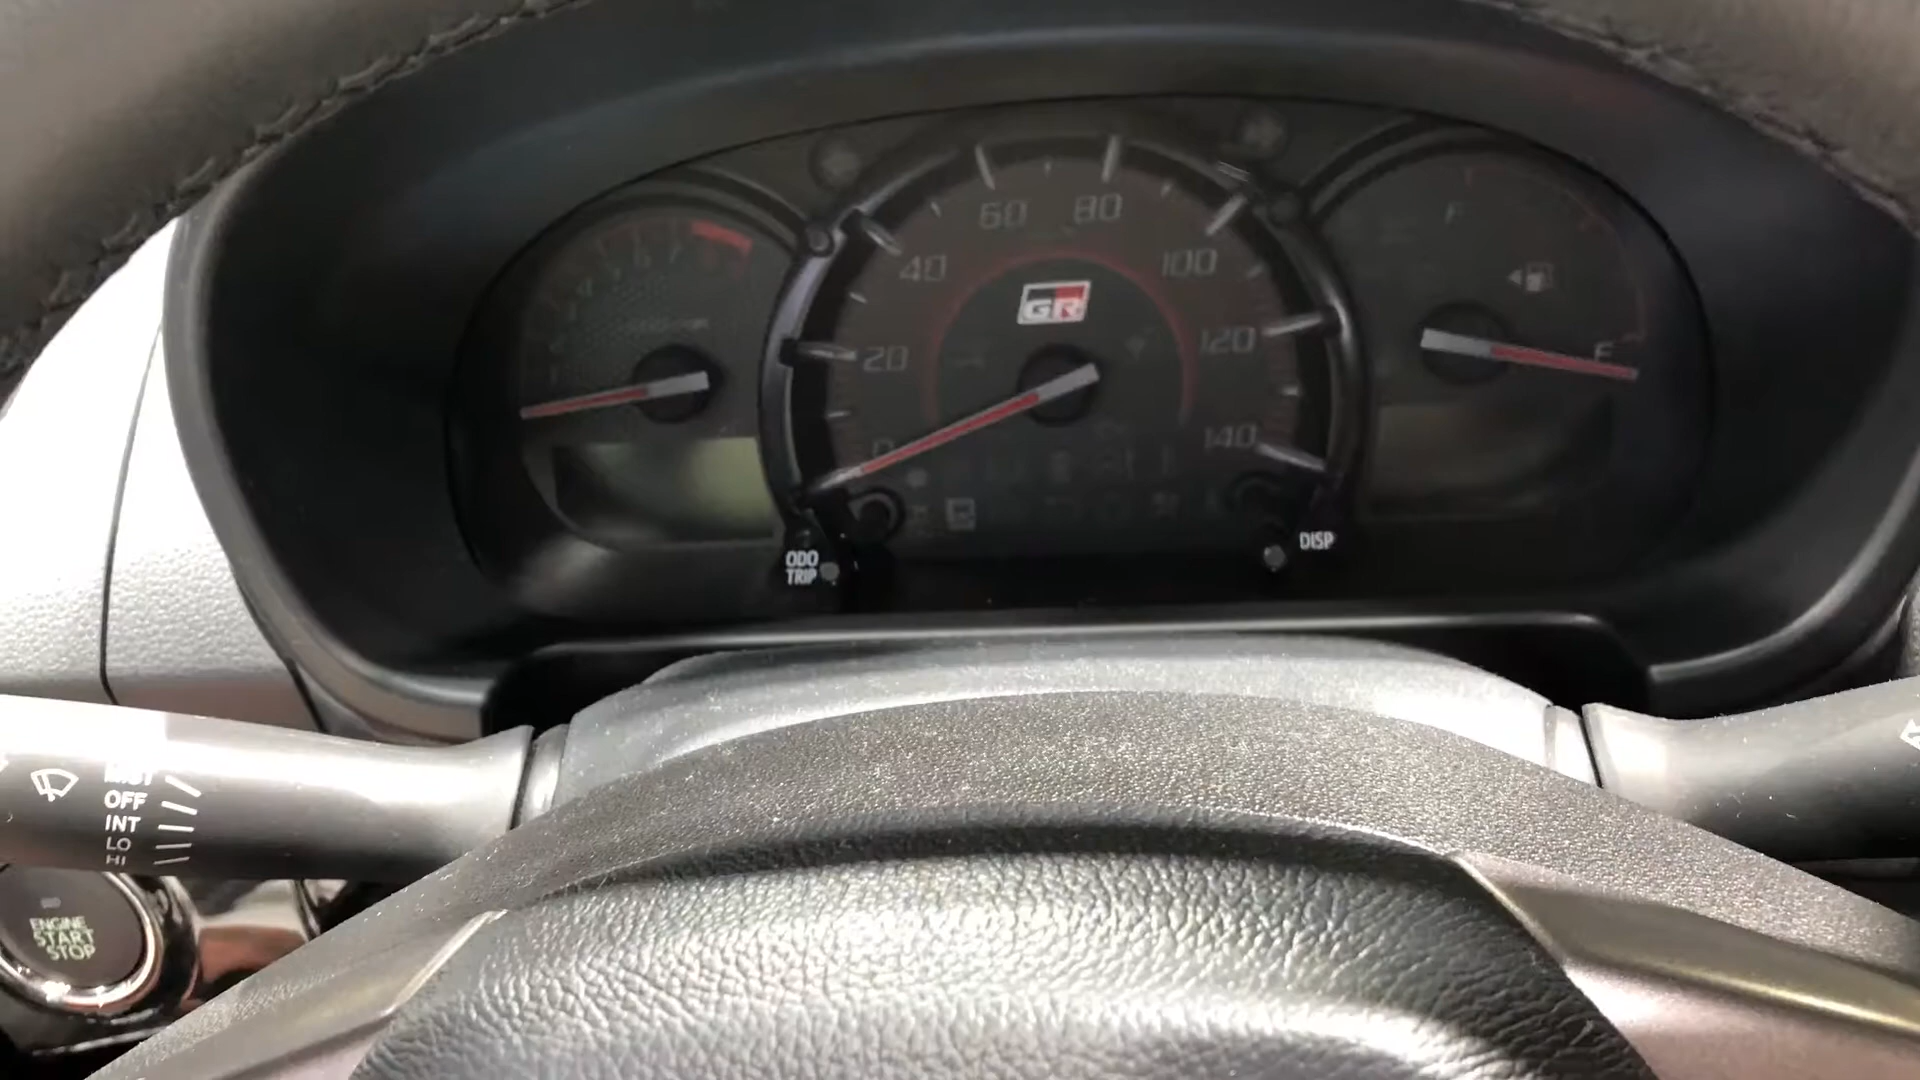 60 80
40 100
20 120
0 140
GR
F
E
ODO
TRIP
DISP
MIST
OFF
INT
LO
HI
ENGINE
START
STOP